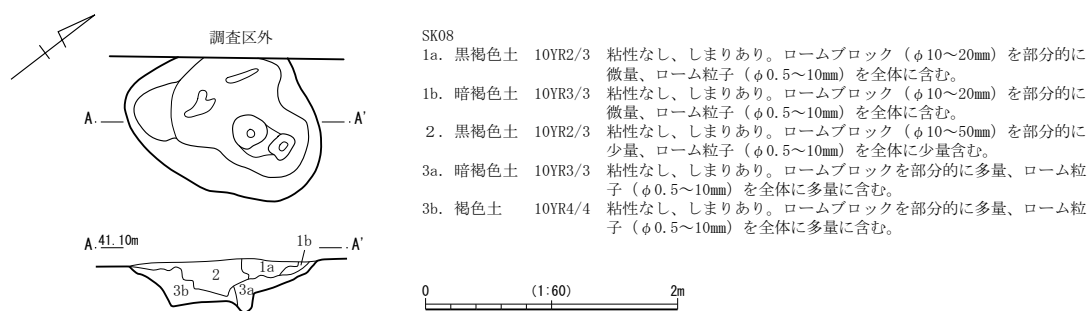 調査区外
A.
A'
A. 41.10m
.A'
1b
1a
2
3a
3b
SK08
1a. 黒褐色土 10YR2/3 粘性なし、しまりあり。ロームブロック（φ10～20㎜）を部分的に
微量、ローム粒子（φ0.5～10㎜）を全体に含む。
1b. 暗褐色土 10YR3/3 粘性なし、しまりあり。ロームブロック（φ10～20㎜）を部分的に
微量、ローム粒子（φ0.5～10㎜）を全体に含む。
2. 黒褐色土 10YR2/3 粘性なし、しまりあり。ロームブロック（φ10～50㎜）を部分的に
少量、ローム粒子（φ0.5～10㎜）を全体に少量含む。
3a. 暗褐色土 10YR3/3 粘性なし、しまりあり。ロームブロックを部分的に多量、ローム粒
子（φ0.5～10㎜）を全体に多量に含む。
3b. 褐色土 10YR4/4 粘性なし、しまりあり。ロームブロックを部分的に多量、ローム粒
子（φ0.5～10㎜）を全体に多量に含む。
0 (1:60) 2m